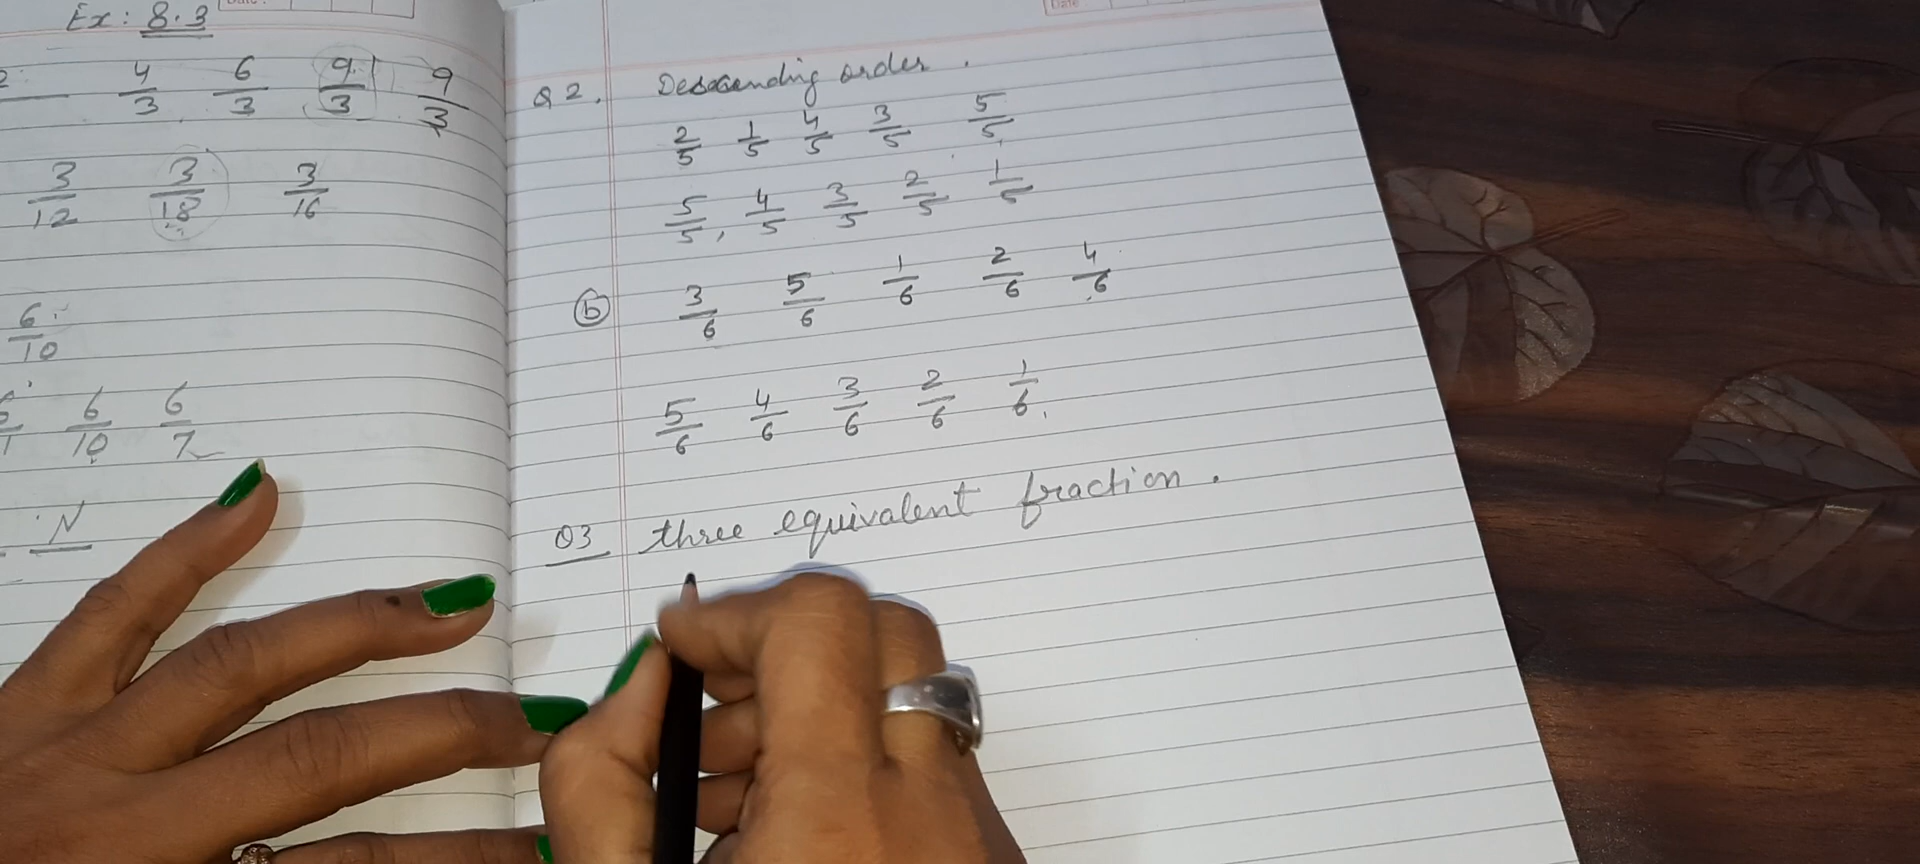 Ex: 8.3
4/3 6/3 9/3 9/3
3/12 3/18 3/16
6/10
6/10 6/7
N
Date
Q2. Descending order.
2/5 1/5 4/5 3/5 5/5
5/5, 4/5 3/5 2/5 1/5
(b) 3/6 5/6 1/6 2/6 4/6
5/6 4/6 3/6 2/6 1/6.
Q3 three equivalent fraction.